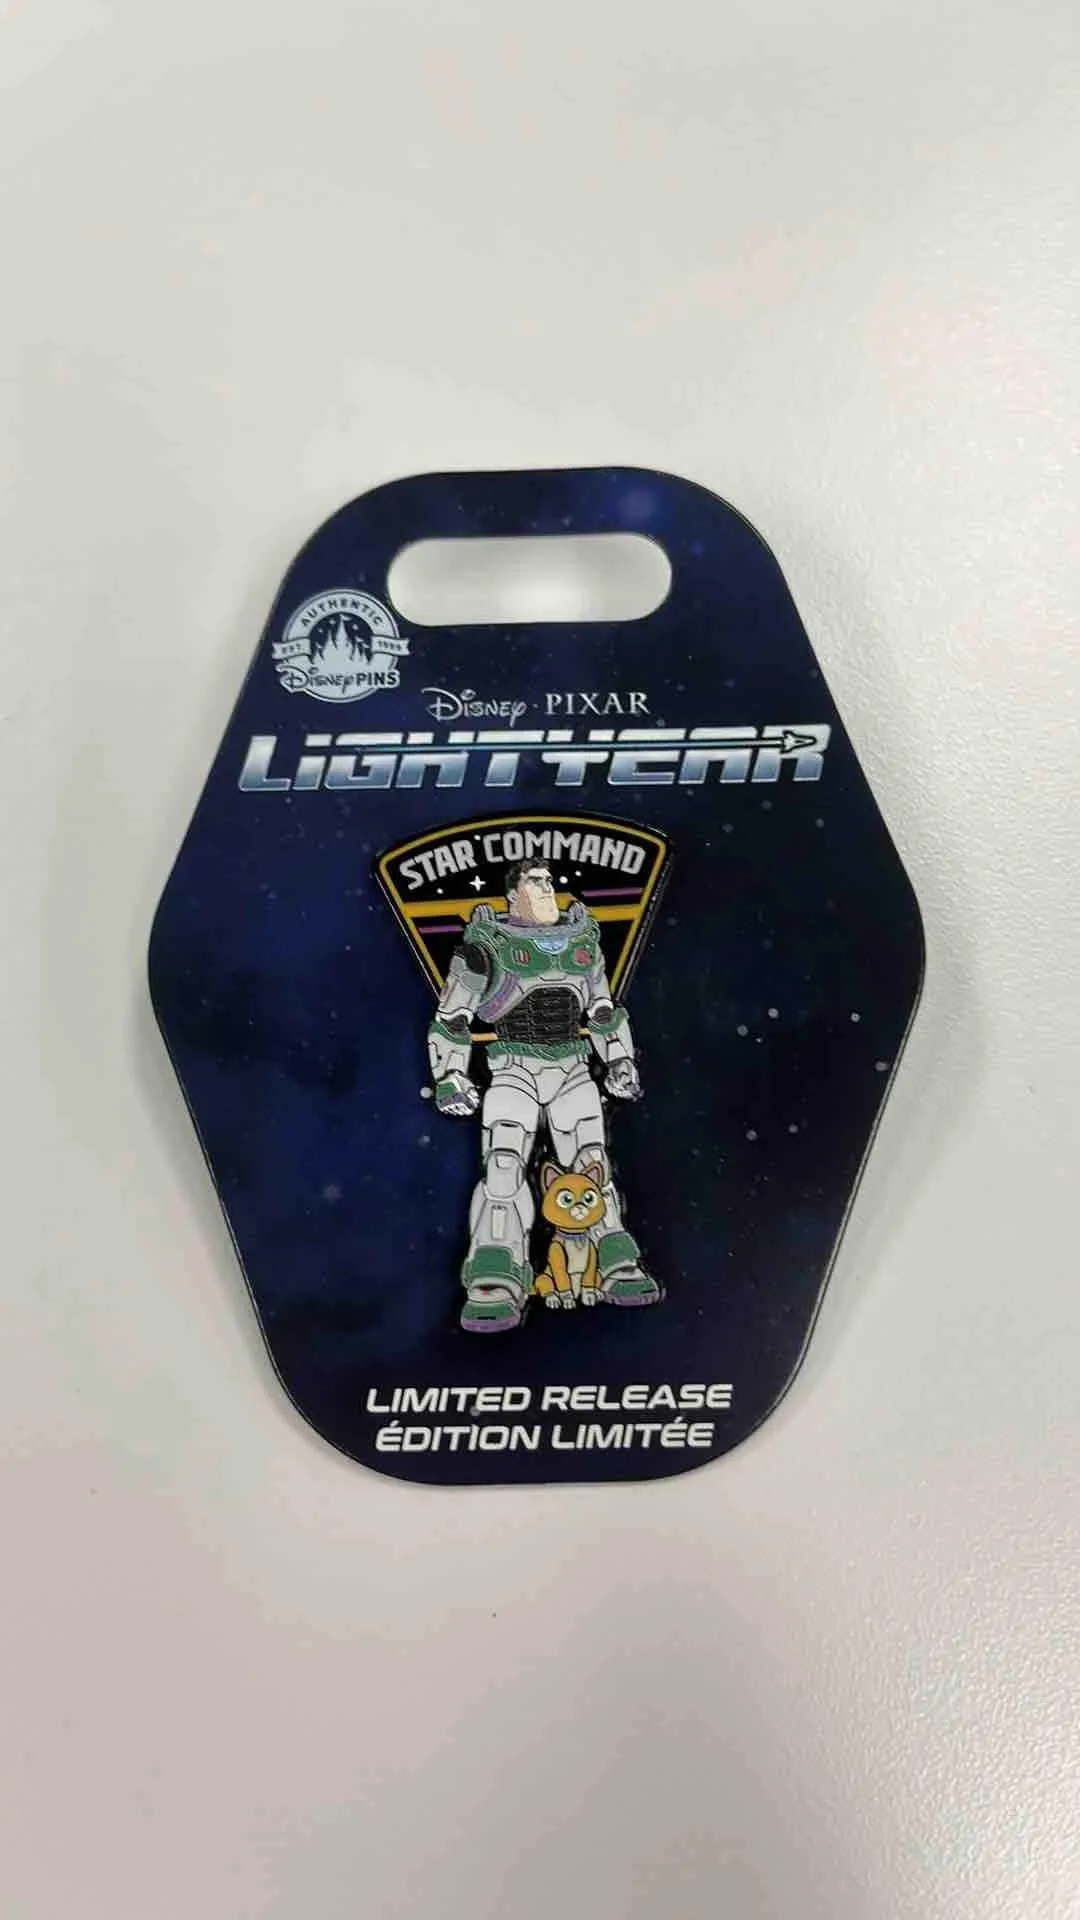 AUTHENTIC
EST. 1999
Disney PINS
Disney · PIXAR
LIGHTYEAR
STAR COMMAND
LIMITED RELEASE
ÉDITION LIMITÉE